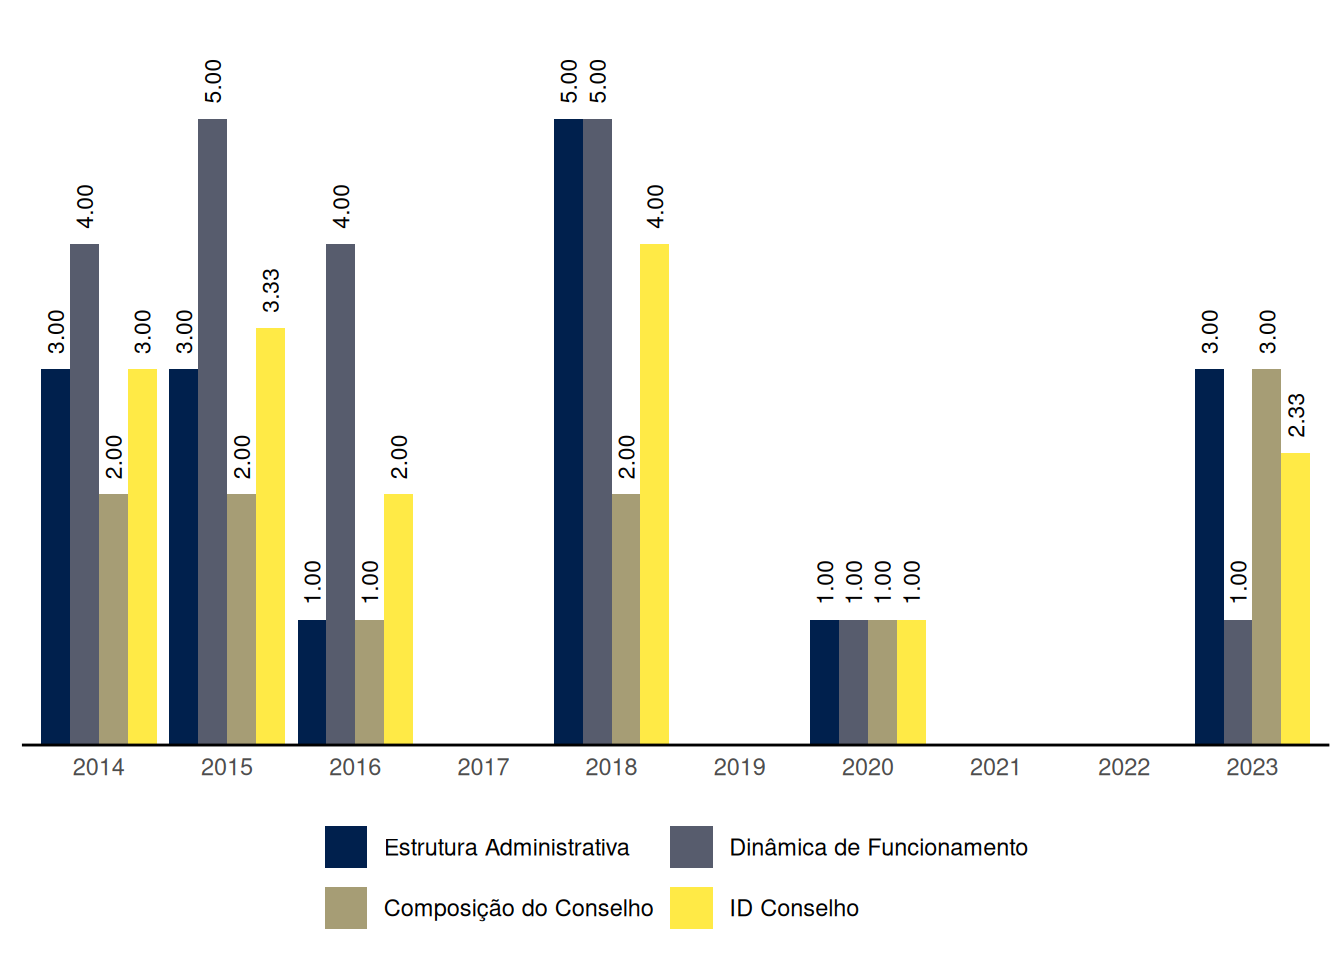 5.00
5.00 5.00
4.00 4.00 4.00
3.33
3.00 3.00 3.00 3.00 3.00
2.33
2.00 2.00 2.00 2.00
1.00 1.00 1.00 1.00 1.00 1.00 1.00
2014 2015 2016 2017 2018 2019 2020 2021 2022 2023
Estrutura Administrativa Dinâmica de Funcionamento
Composição do Conselho ID Conselho